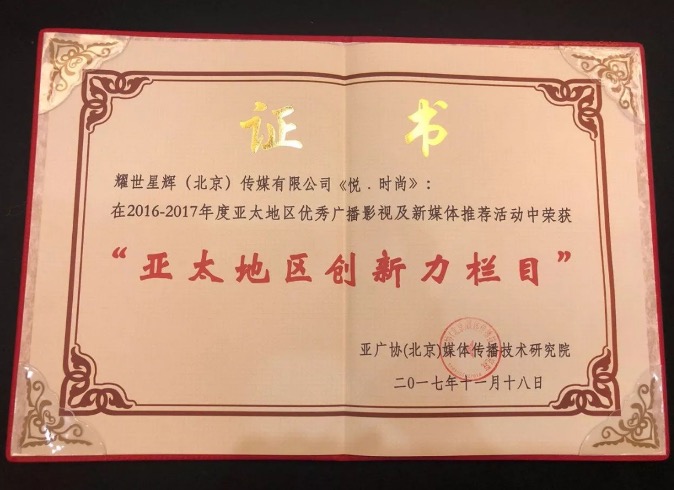 证 书
耀世星辉（北京）传媒有限公司《悦.时尚》：
在2016-2017年度亚太地区优秀广播影视及新媒体推荐活动中荣获
“亚太地区创新力栏目”
亚广协(北京)媒体传播技术研究院
二〇一七年十一月十八日